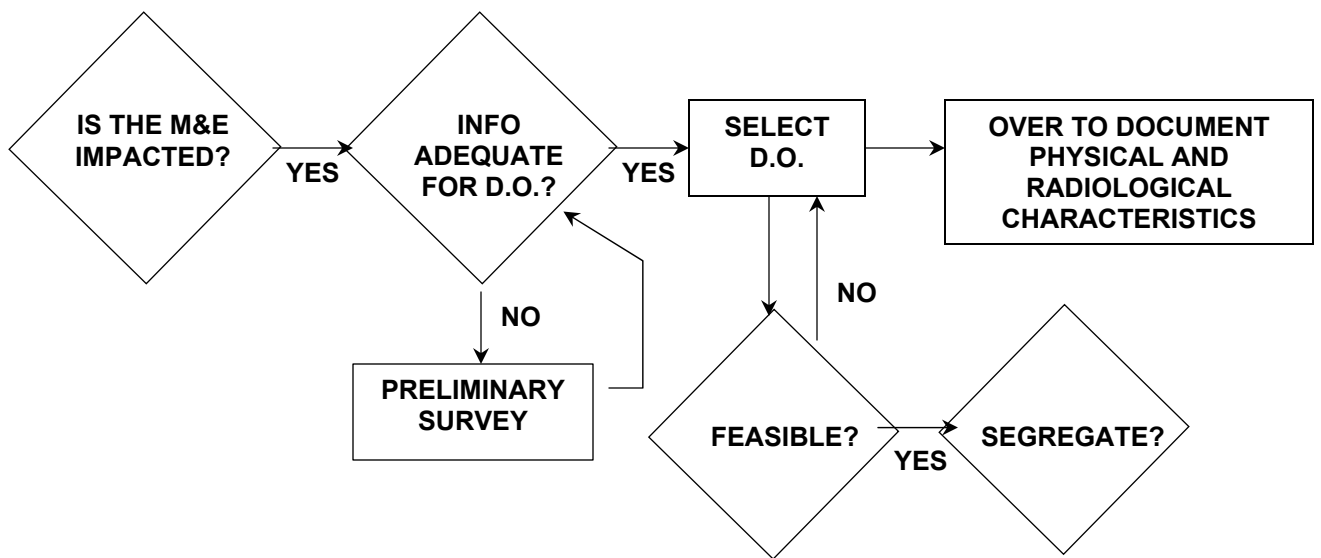 IS THE M&E
IMPACTED?
YES
INFO
ADEQUATE
FOR D.O.?
YES
SELECT
D.O.
OVER TO DOCUMENT
PHYSICAL AND
RADIOLOGICAL
CHARACTERISTICS
NO
PRELIMINARY
SURVEY
NO
FEASIBLE?
YES
SEGREGATE?